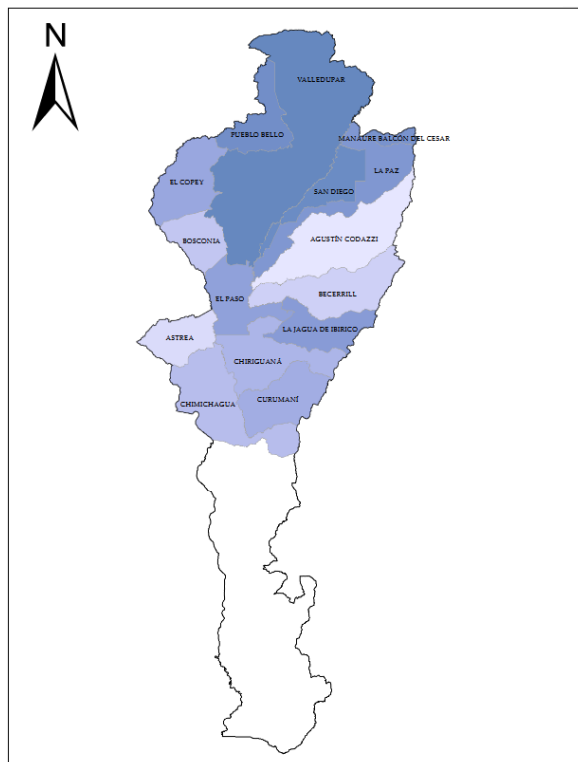 N
VALLEDUPAR
PUEBLO BELLO
MANAURE BALCÓN DEL CESAR
LA PAZ
EL COPEY
SAN DIEGO
BOSCONIA
AGUSTÍN CODAZZI
BECERRILL
EL PASO
LA JAGUA DE IBIRICO
ASTREA
CHIRIGUANÁ
CURUMANÍ
CHIMICHAGUA